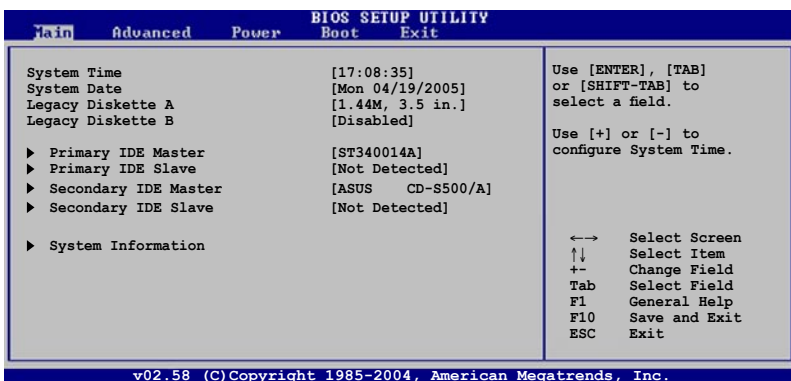 BIOS SETUP UTILITY
Main Advanced Power Boot Exit
System Time [17:08:35]
System Date [Mon 04/19/2005]
Legacy Diskette A [1.44M, 3.5 in.]
Legacy Diskette B [Disabled]
▶ Primary IDE Master [ST340014A]
▶ Primary IDE Slave [Not Detected]
▶ Secondary IDE Master [ASUS CD-S500/A]
▶ Secondary IDE Slave [Not Detected]
▶ System Information
Use [ENTER], [TAB]
or [SHIFT-TAB] to
select a field.
Use [+] or [-] to
configure System Time.
←→ Select Screen
↑↓ Select Item
+- Change Field
Tab Select Field
F1 General Help
F10 Save and Exit
ESC Exit
v02.58 (C)Copyright 1985-2004, American Megatrends, Inc.